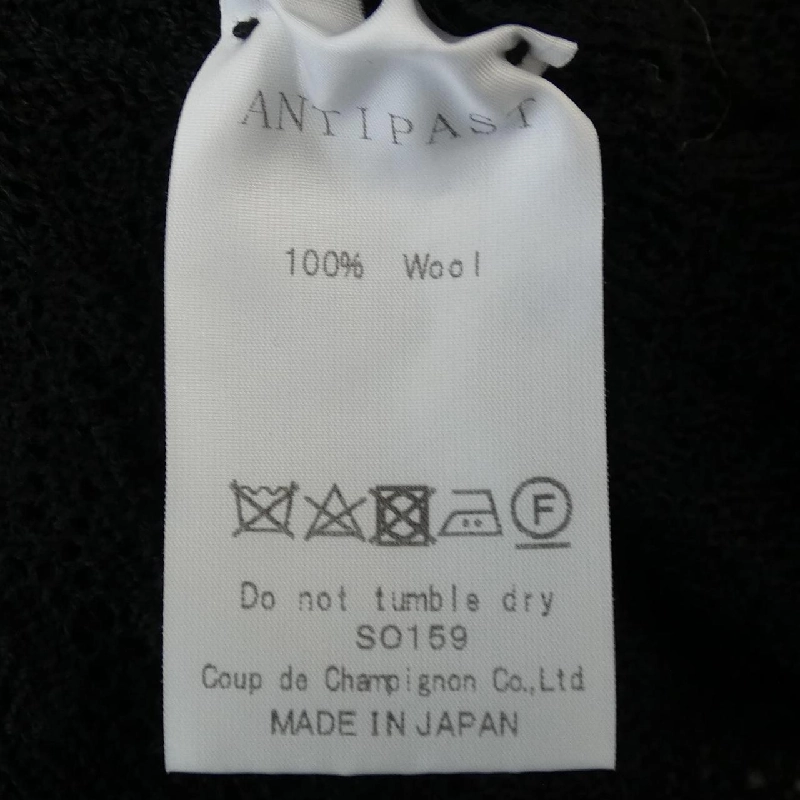 ANTIPAST
100% Wool
F
Do not tumble dry
SO159
Coup de Champignon Co.,Ltd
MADE IN JAPAN